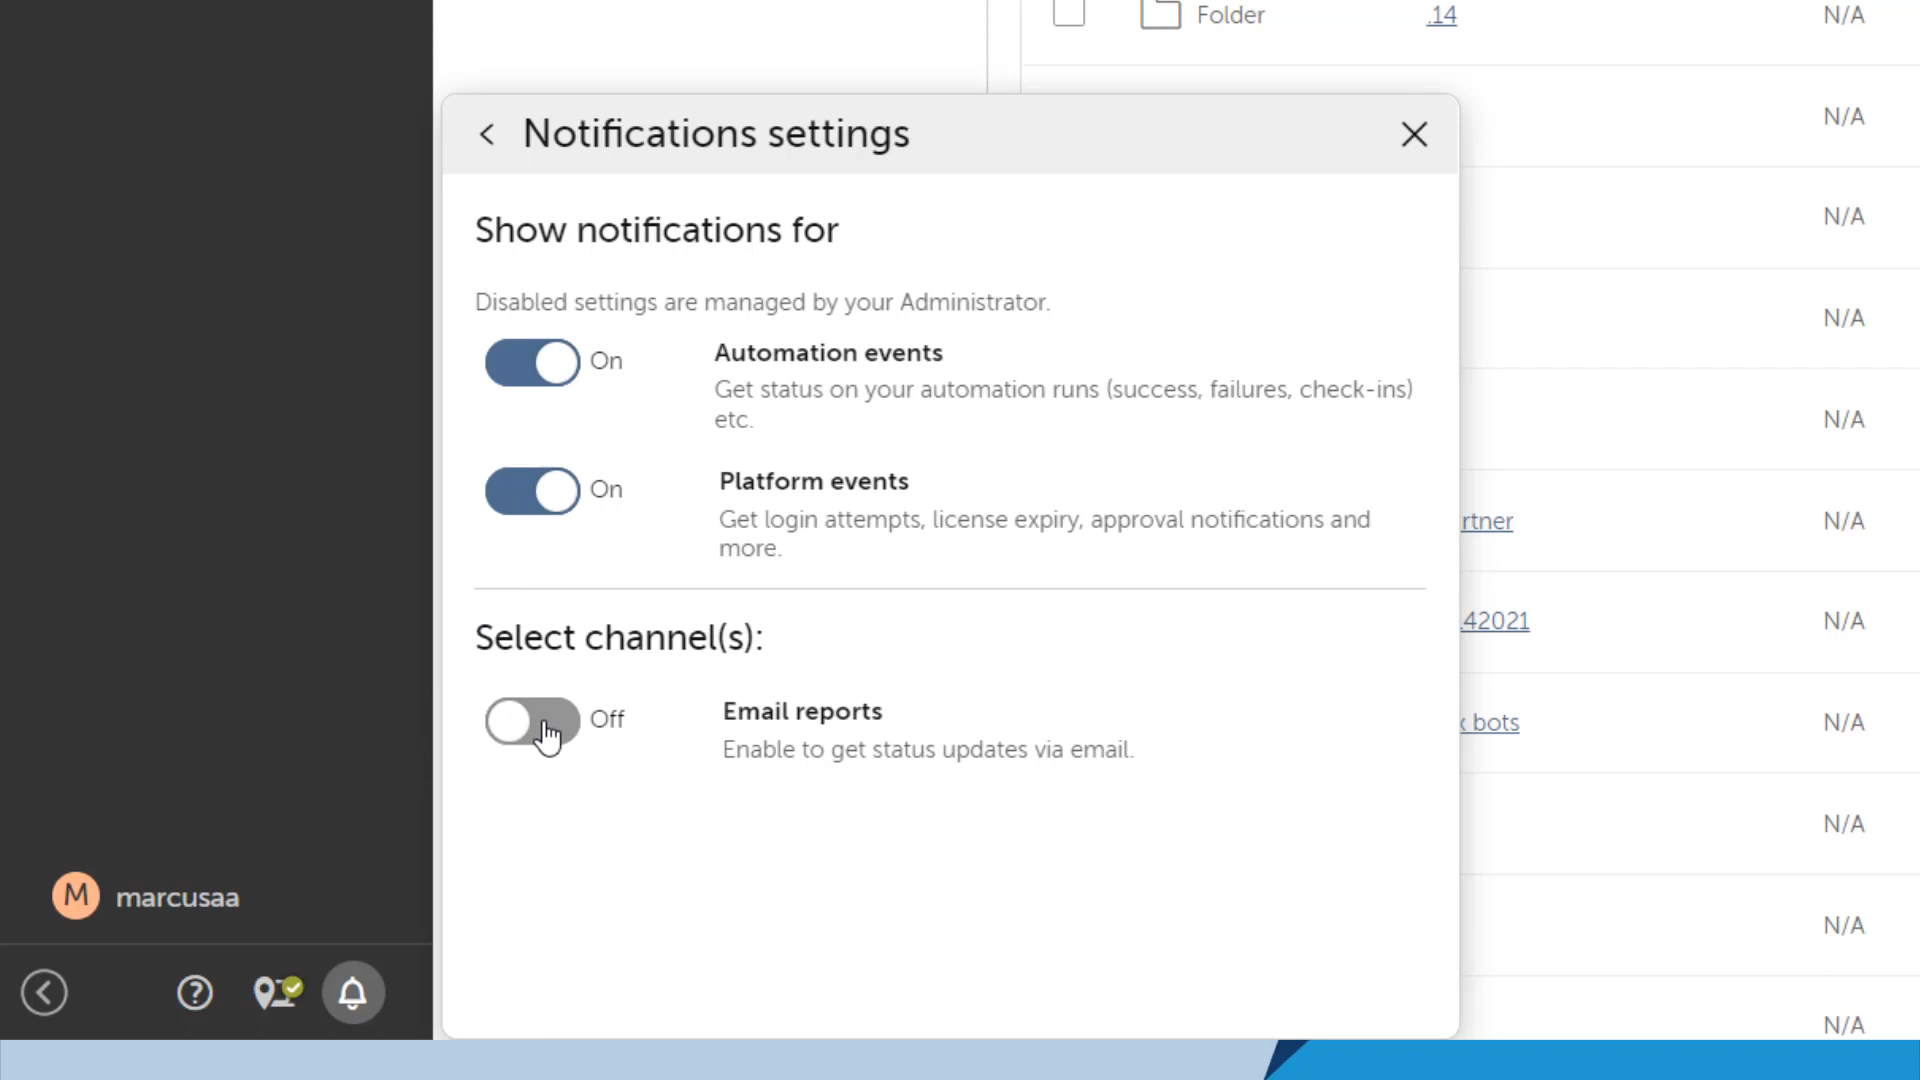 Folder .14 N/A
Notifications settings
N/A
Show notifications for
N/A
Disabled settings are managed by your Administrator.
N/A
On Automation events
Get status on your automation runs (success, failures, check-ins)
etc.
N/A
On Platform events
Get login attempts, license expiry, approval notifications and
more.
rtner N/A
Select channel(s):
.42021 N/A
Off Email reports
Enable to get status updates via email.
bots N/A
N/A
M marcusaa
N/A
N/A